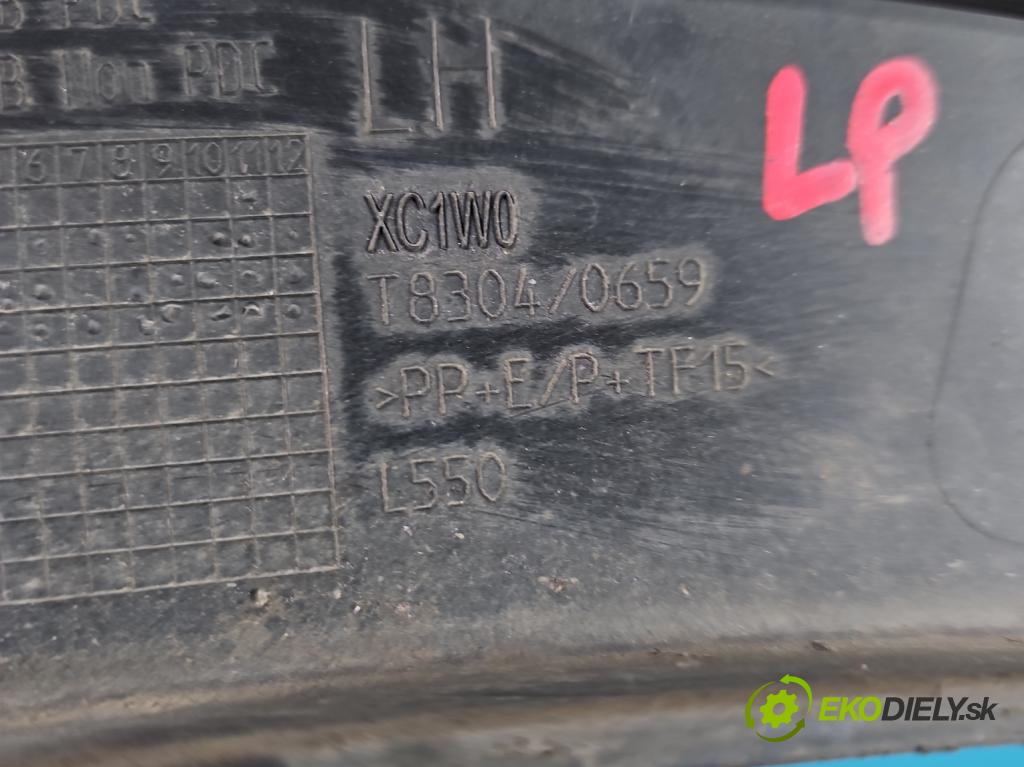 PDC
LH
B Non PDC
LP
6 7 8 9 10 11 12
XC1W0
T8304/0659
>PP+E/P+TF15<
L550
EKODIELY.sk